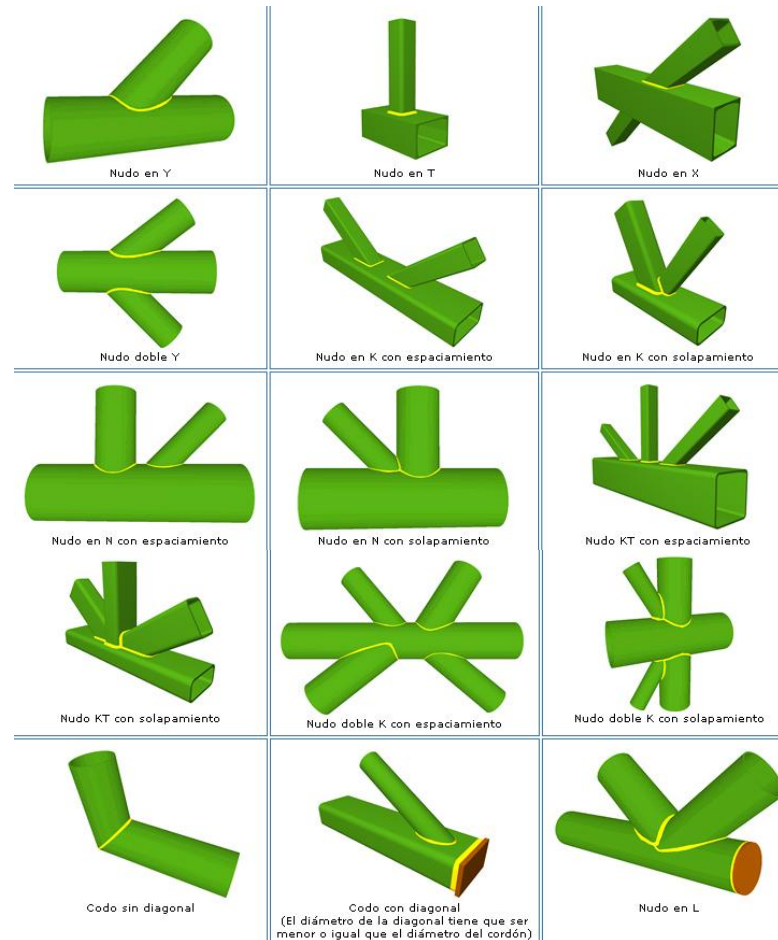 Nudo en Y
Nudo en T
Nudo en X
Nudo doble Y
Nudo en K con espaciamiento
Nudo en K con solapamiento
Nudo en N con espaciamiento
Nudo en N con solapamiento
Nudo KT con espaciamiento
Nudo KT con solapamiento
Nudo doble K con espaciamiento
Nudo doble K con solapamiento
Codo sin diagonal
Codo con diagonal
(El diámetro de la diagonal tiene que ser
menor o igual que el diámetro del cordón)
Nudo en L